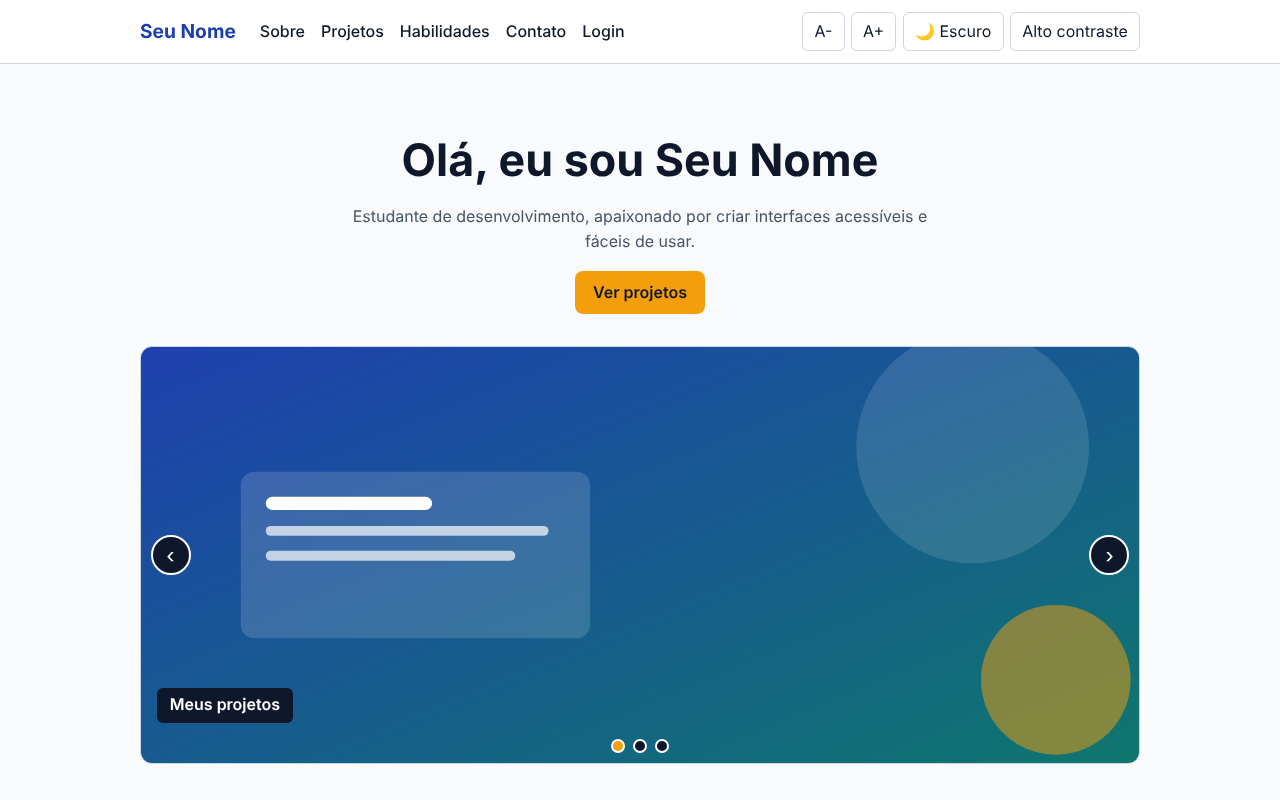 Seu Nome Sobre Projetos Habilidades Contato Login A- A+ 🌙 Escuro Alto contraste
Olá, eu sou Seu Nome
Estudante de desenvolvimento, apaixonado por criar interfaces acessíveis e
fáceis de usar.
Ver projetos
‹ ›
Meus projetos